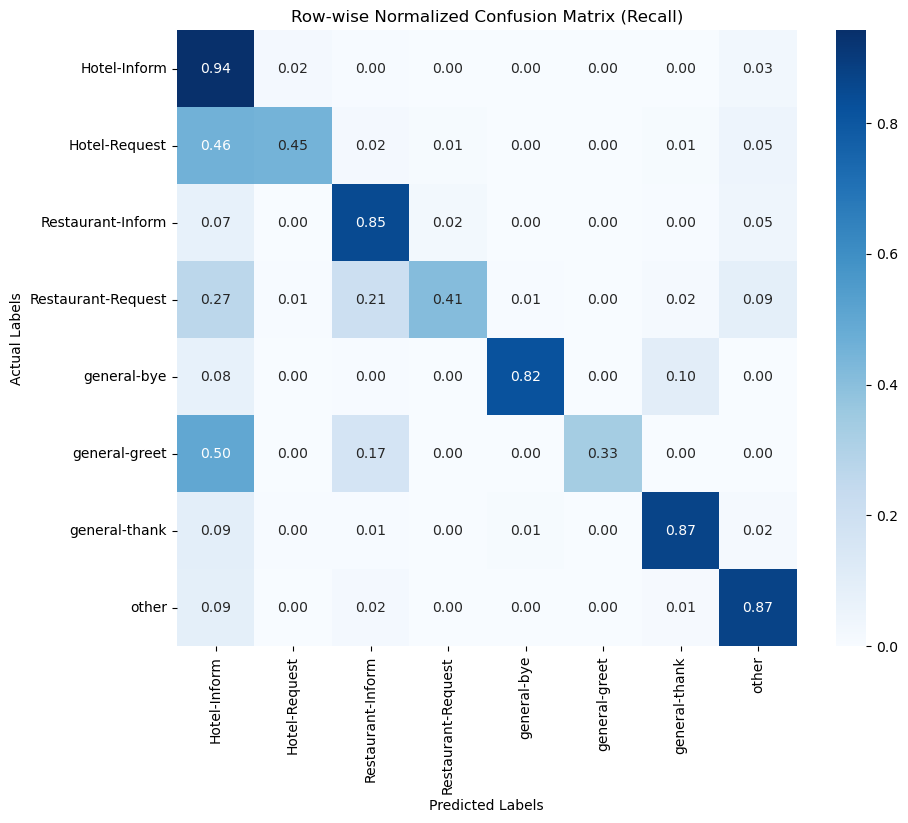 Row-wise Normalized Confusion Matrix (Recall)
Hotel-Inform 0.94 0.02 0.00 0.00 0.00 0.00 0.00 0.03
Hotel-Request 0.46 0.45 0.02 0.01 0.00 0.00 0.01 0.05
Restaurant-Inform 0.07 0.00 0.85 0.02 0.00 0.00 0.00 0.05
Restaurant-Request 0.27 0.01 0.21 0.41 0.01 0.00 0.02 0.09
general-bye 0.08 0.00 0.00 0.00 0.82 0.00 0.10 0.00
general-greet 0.50 0.00 0.17 0.00 0.00 0.33 0.00 0.00
general-thank 0.09 0.00 0.01 0.00 0.01 0.00 0.87 0.02
other 0.09 0.00 0.02 0.00 0.00 0.00 0.01 0.87
Actual Labels
Hotel-Inform
Hotel-Request
Restaurant-Inform
Restaurant-Request
general-bye
general-greet
general-thank
other
Predicted Labels
0.8
0.6
0.4
0.2
0.0